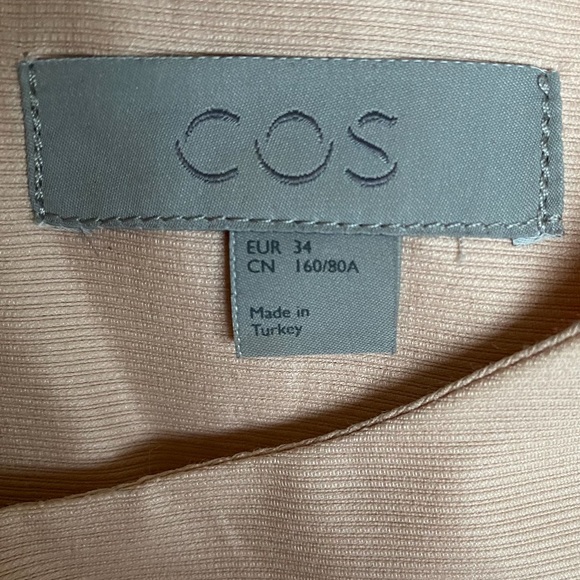 COS
EUR 34
CN 160/80A
Made in
Turkey